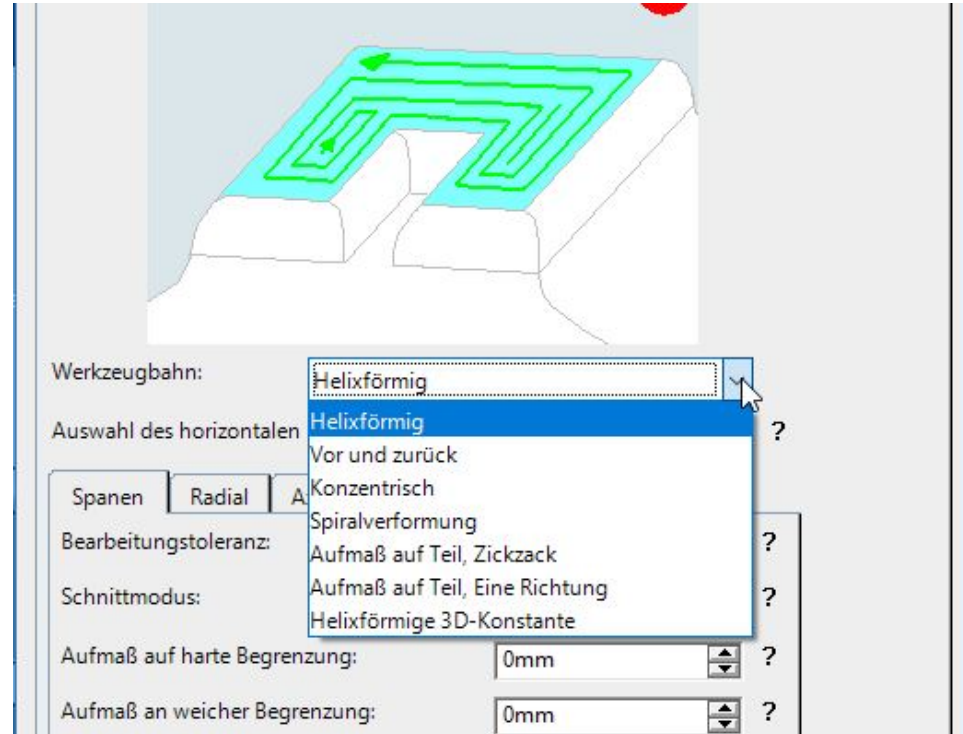 Werkzeugbahn: Helixförmig
Auswahl des horizontalen ?
Helixförmig
Vor und zurück
Konzentrisch
Spiralverformung
Aufmaß auf Teil, Zickzack
Aufmaß auf Teil, Eine Richtung
Helixförmige 3D-Konstante
Spanen Radial
Bearbeitungstoleranz: ?
Schnittmodus: ?
Aufmaß auf harte Begrenzung: 0mm ?
Aufmaß an weicher Begrenzung: 0mm ?